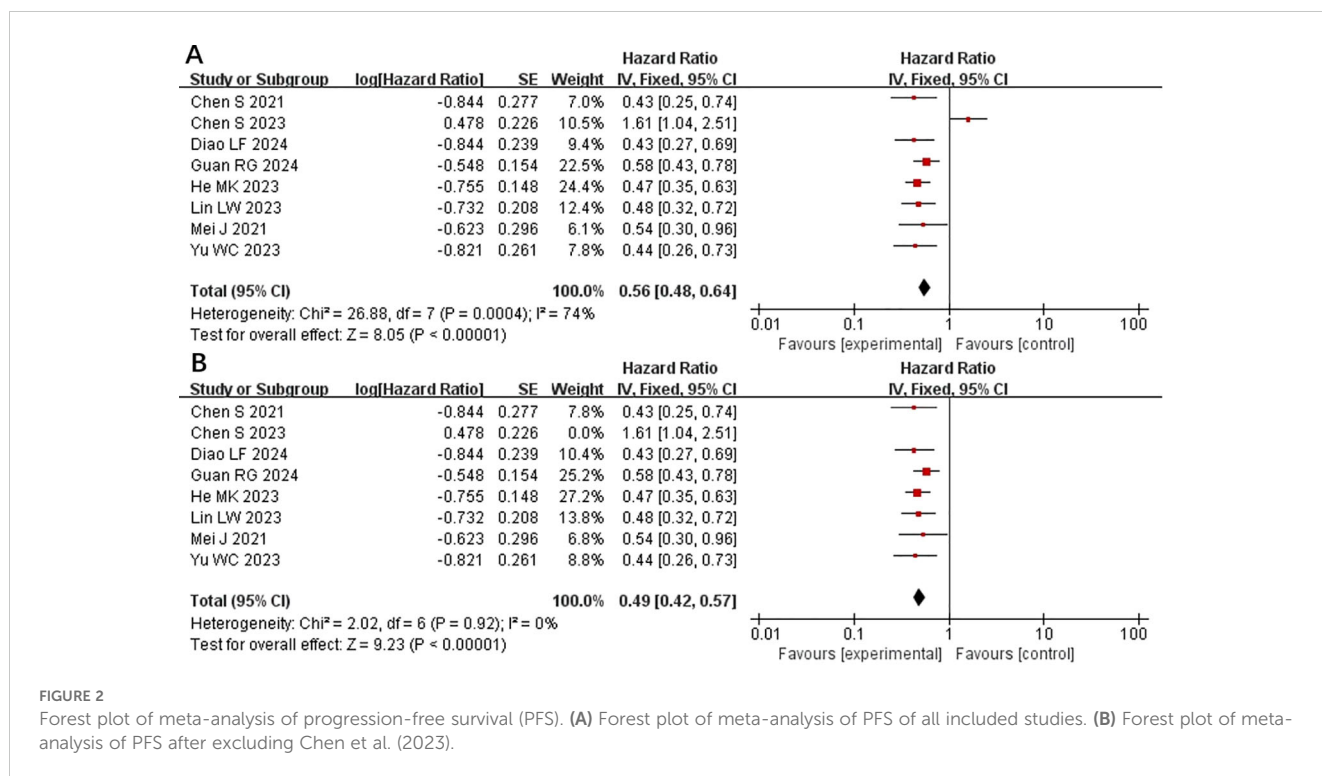 A
Hazard Ratio Hazard Ratio
Study or Subgroup log[Hazard Ratio] SE Weight IV, Fixed, 95% CI IV, Fixed, 95% CI
Chen S 2021 -0.844 0.277 7.0% 0.43 [0.25, 0.74]
Chen S 2023 0.478 0.226 10.5% 1.61 [1.04, 2.51]
Diao LF 2024 -0.844 0.239 9.4% 0.43 [0.27, 0.69]
Guan RG 2024 -0.548 0.154 22.5% 0.58 [0.43, 0.78]
He MK 2023 -0.755 0.148 24.4% 0.47 [0.35, 0.63]
Lin LW 2023 -0.732 0.208 12.4% 0.48 [0.32, 0.72]
Mei J 2021 -0.623 0.296 6.1% 0.54 [0.30, 0.96]
Yu WC 2023 -0.821 0.261 7.8% 0.44 [0.26, 0.73]
Total (95% CI) 100.0% 0.56 [0.48, 0.64]
Heterogeneity: Chi² = 26.88, df = 7 (P = 0.0004); I² = 74%
Test for overall effect: Z = 8.05 (P < 0.00001)
0.01 0.1 1 10 100
Favours [experimental] Favours [control]
B
Hazard Ratio Hazard Ratio
Study or Subgroup log[Hazard Ratio] SE Weight IV, Fixed, 95% CI IV, Fixed, 95% CI
Chen S 2021 -0.844 0.277 7.8% 0.43 [0.25, 0.74]
Chen S 2023 0.478 0.226 0.0% 1.61 [1.04, 2.51]
Diao LF 2024 -0.844 0.239 10.4% 0.43 [0.27, 0.69]
Guan RG 2024 -0.548 0.154 25.2% 0.58 [0.43, 0.78]
He MK 2023 -0.755 0.148 27.2% 0.47 [0.35, 0.63]
Lin LW 2023 -0.732 0.208 13.8% 0.48 [0.32, 0.72]
Mei J 2021 -0.623 0.296 6.8% 0.54 [0.30, 0.96]
Yu WC 2023 -0.821 0.261 8.8% 0.44 [0.26, 0.73]
Total (95% CI) 100.0% 0.49 [0.42, 0.57]
Heterogeneity: Chi² = 2.02, df = 6 (P = 0.92); I² = 0%
Test for overall effect: Z = 9.23 (P < 0.00001)
0.01 0.1 1 10 100
Favours [experimental] Favours [control]
FIGURE 2
Forest plot of meta-analysis of progression-free survival (PFS). (A) Forest plot of meta-analysis of PFS of all included studies. (B) Forest plot of meta-
analysis of PFS after excluding Chen et al. (2023).